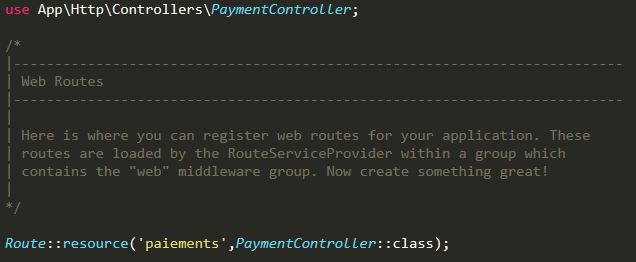 use App\Http\Controllers\PaymentController;
/*
|--------------------------------------------------------------------------
| Web Routes
|--------------------------------------------------------------------------
|
| Here is where you can register web routes for your application. These
| routes are loaded by the RouteServiceProvider within a group which
| contains the "web" middleware group. Now create something great!
|
*/
Route::resource('paiements',PaymentController::class);